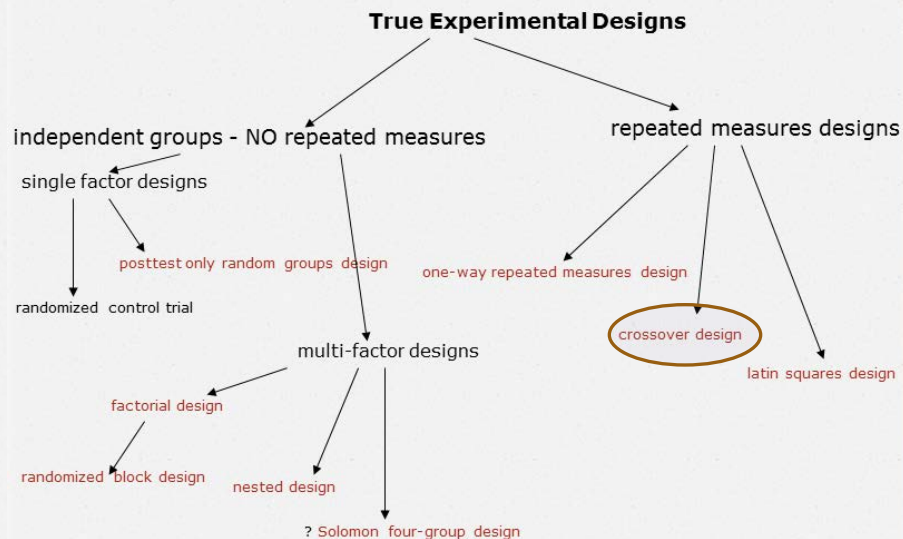 True Experimental Designs
independent groups - NO repeated measures
repeated measures designs
single factor designs
posttest only random groups design
one-way repeated measures design
randomized control trial
crossover design
multi-factor designs
latin squares design
factorial design
randomized block design
nested design
? Solomon four-group design